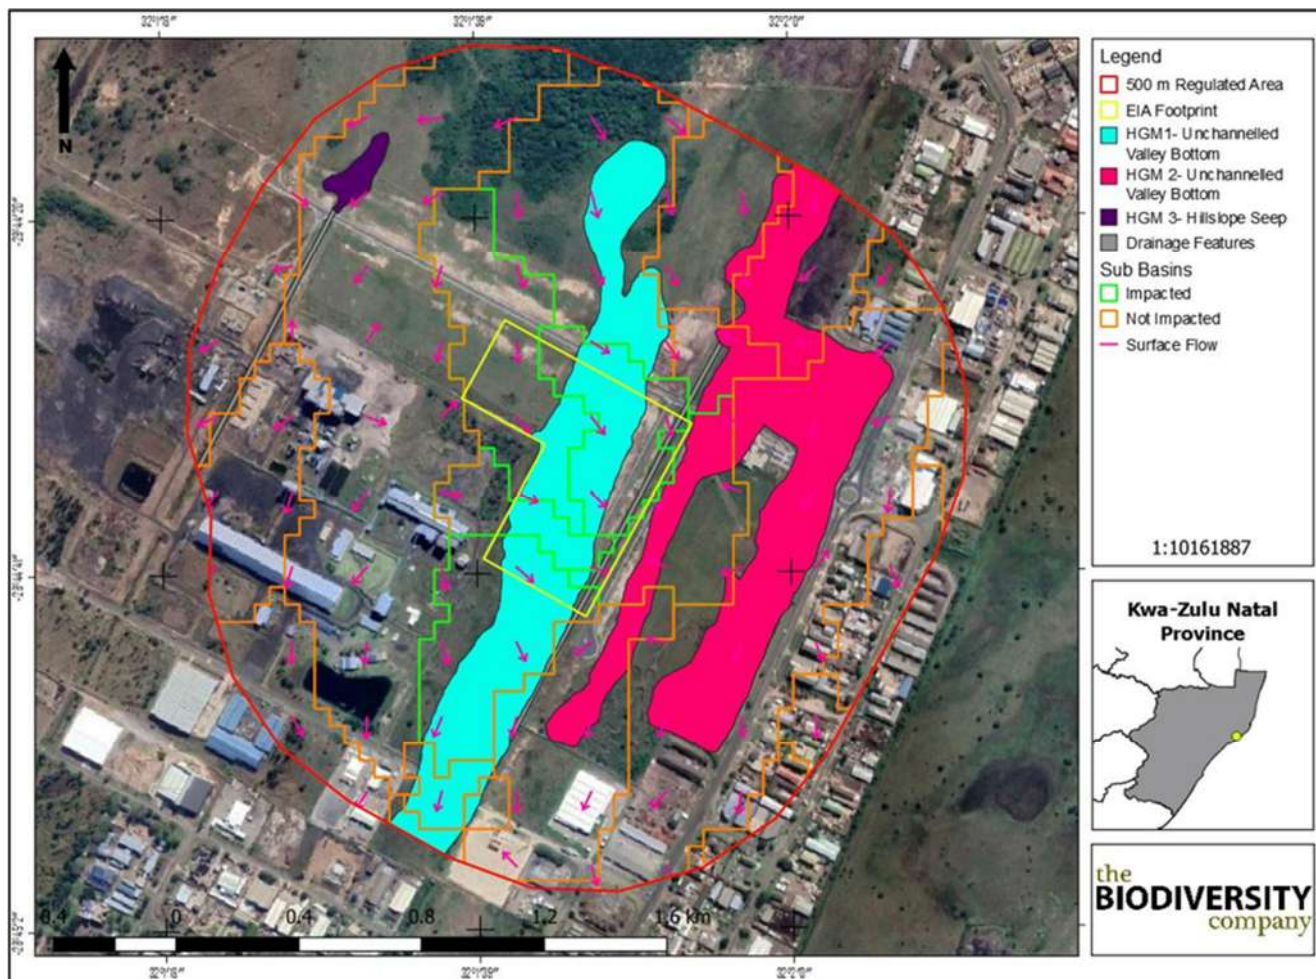 N
0.4 0 0.4 0.8 1.2 1.6 km
Legend
500 m Regulated Area
EIA Footprint
HGM1- Unchannelled
Valley Bottom
HGM 2- Unchannelled
Valley Bottom
HGM 3- Hillslope Seep
Drainage Features
Sub Basins
Impacted
Not Impacted
Surface Flow
1:10161887
Kwa-Zulu Natal
Province
the
BIODIVERSITY
company